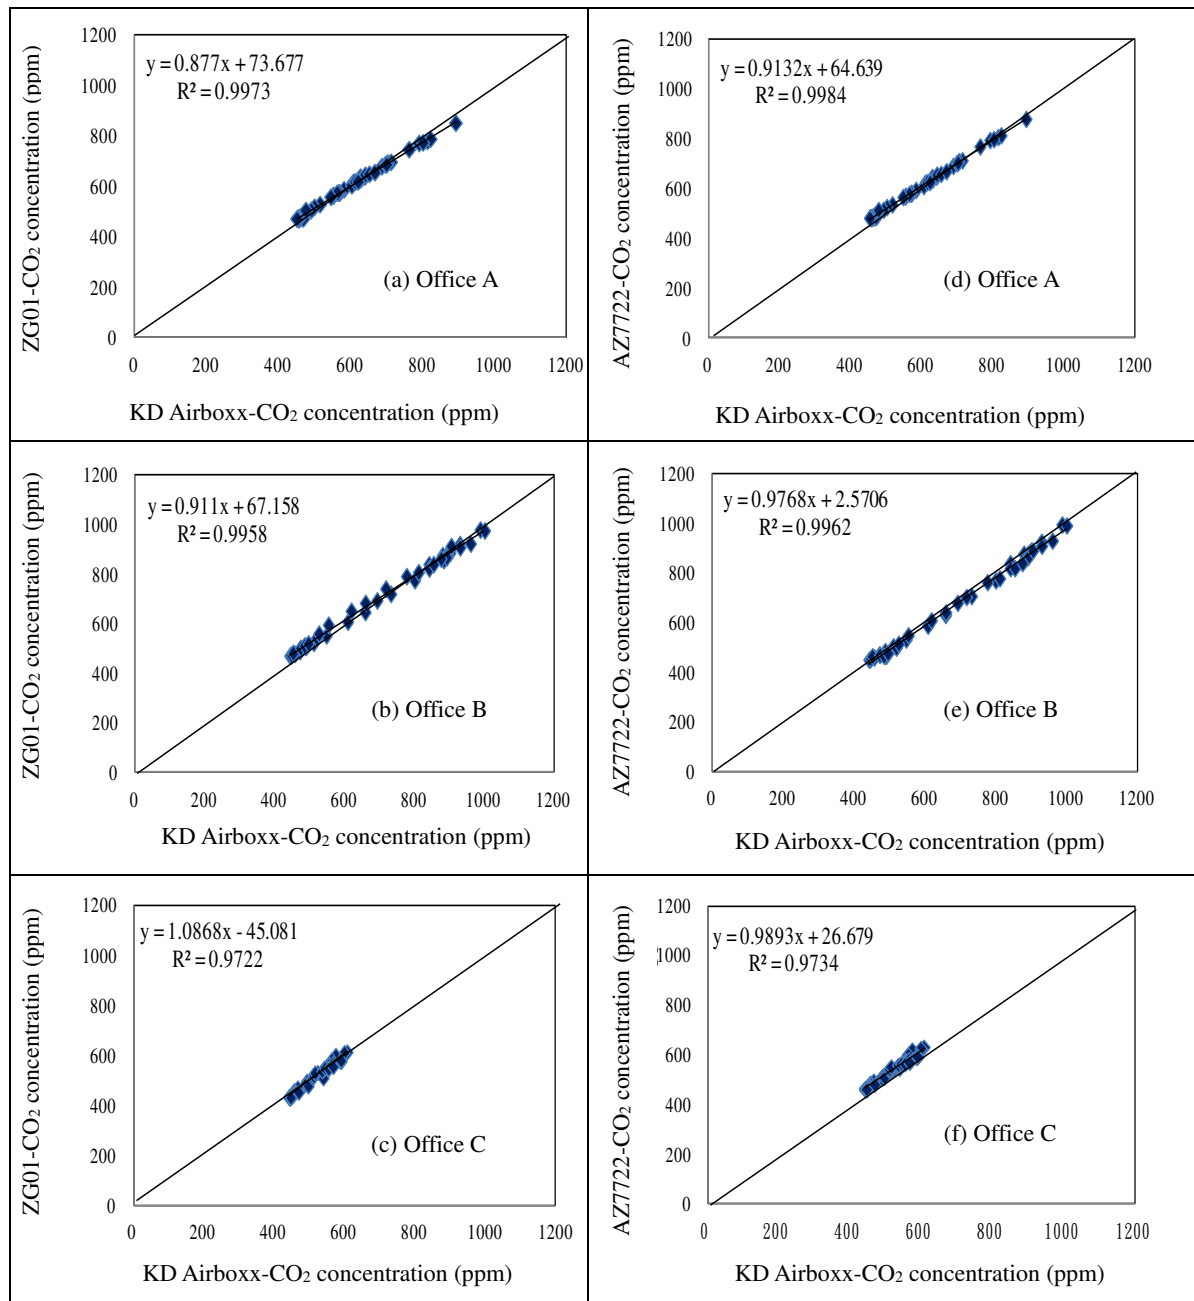 ZG01-CO₂ concentration (ppm)
1200
1000
800
600
400
200
0
y = 0.877x + 73.677
R² = 0.9973
(a) Office A
0 200 400 600 800 1000 1200
KD Airboxx-CO₂ concentration (ppm)
AZ7722-CO₂ concentration (ppm)
1200
1000
800
600
400
200
0
y = 0.9132x + 64.639
R² = 0.9984
(d) Office A
0 200 400 600 800 1000 1200
KD Airboxx-CO₂ concentration (ppm)
ZG01-CO₂ concentration (ppm)
1200
1000
800
600
400
200
0
y = 0.911x + 67.158
R² = 0.9958
(b) Office B
0 200 400 600 800 1000 1200
KD Airboxx-CO₂ concentration (ppm)
AZ7722-CO₂ concentration (ppm)
1200
1000
800
600
400
200
0
y = 0.9768x + 2.5706
R² = 0.9962
(e) Office B
0 200 400 600 800 1000 1200
KD Airboxx-CO₂ concentration (ppm)
ZG01-CO₂ concentration (ppm)
1200
1000
800
600
400
200
0
y = 1.0868x - 45.081
R² = 0.9722
(c) Office C
0 200 400 600 800 1000 1200
KD Airboxx-CO₂ concentration (ppm)
AZ7722-CO₂ concentration (ppm)
1200
1000
800
600
400
200
0
y = 0.9893x + 26.679
R² = 0.9734
(f) Office C
0 200 400 600 800 1000 1200
KD Airboxx-CO₂ concentration (ppm)